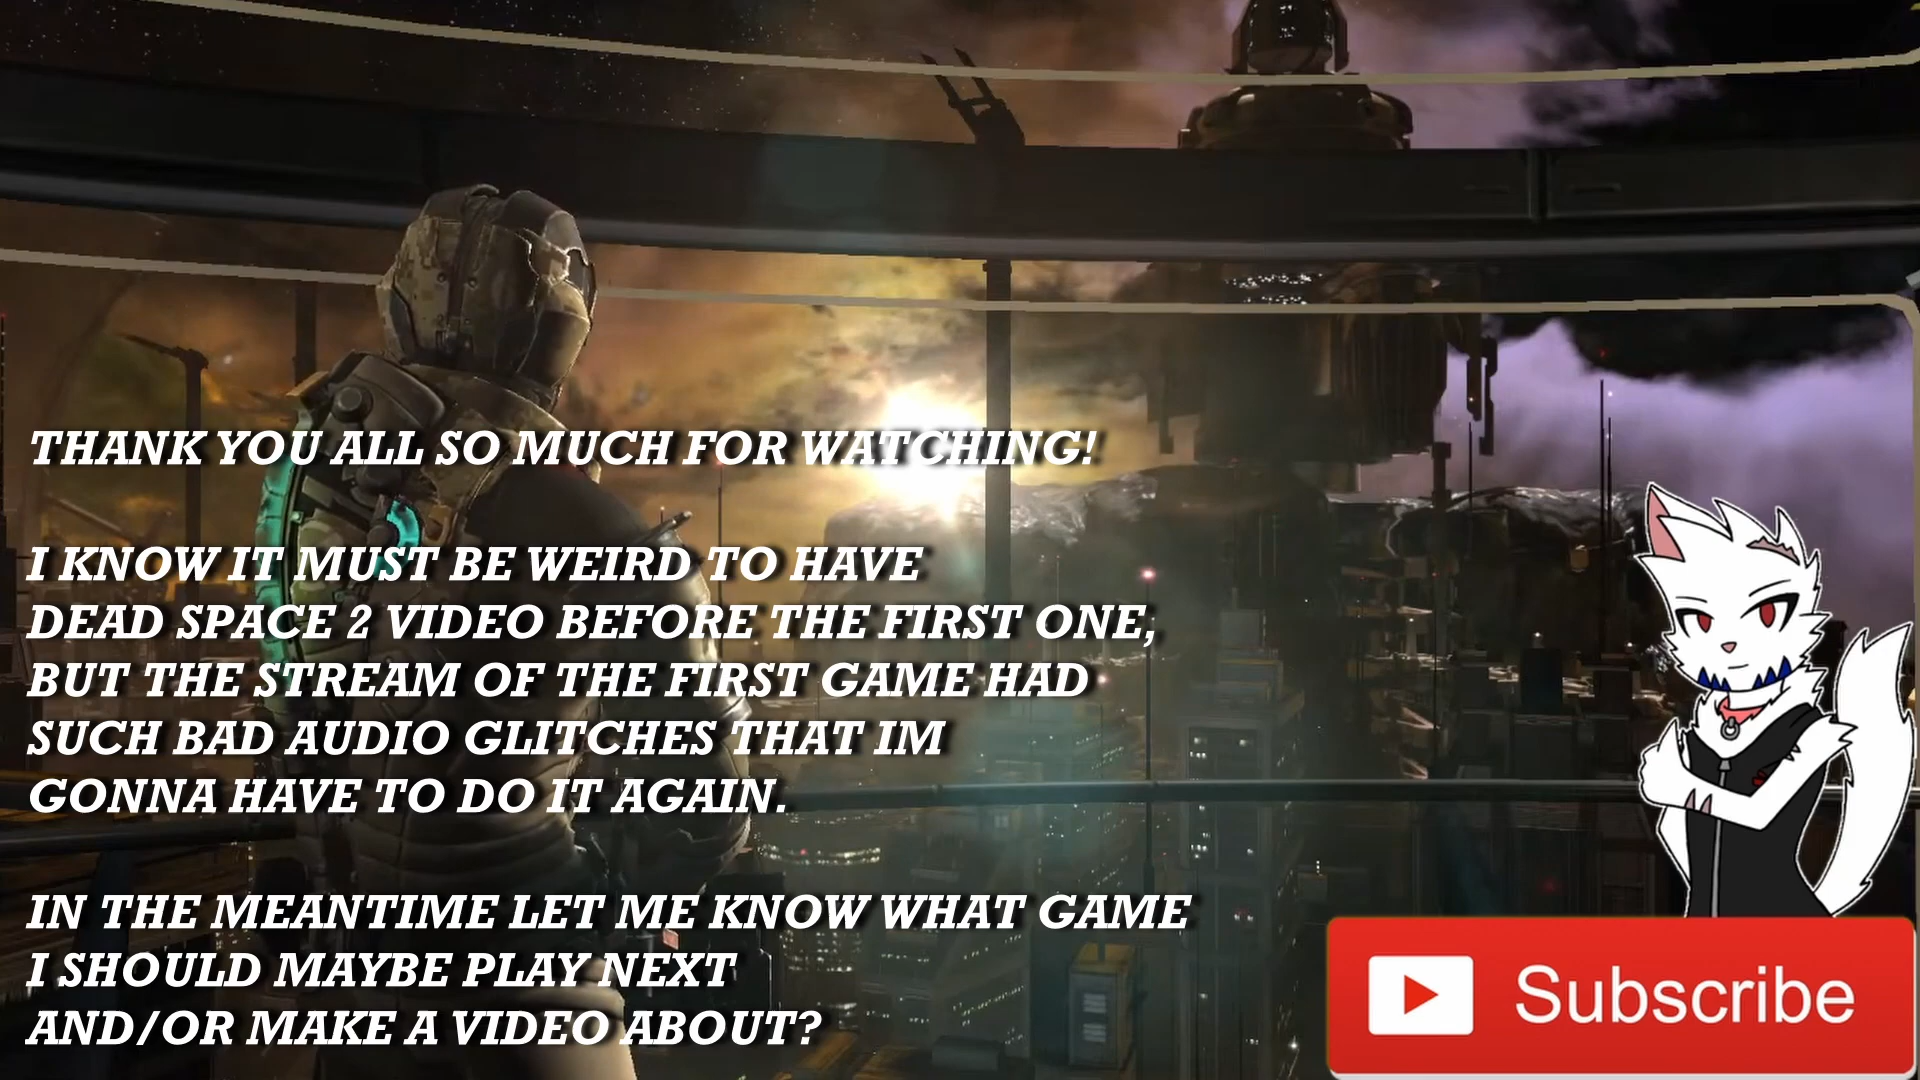 THANK YOU ALL SO MUCH FOR WATCHING!
I KNOW IT MUST BE WEIRD TO HAVE
DEAD SPACE 2 VIDEO BEFORE THE FIRST ONE,
BUT THE STREAM OF THE FIRST GAME HAD
SUCH BAD AUDIO GLITCHES THAT IM
GONNA HAVE TO DO IT AGAIN.
IN THE MEANTIME LET ME KNOW WHAT GAME
I SHOULD MAYBE PLAY NEXT
AND/OR MAKE A VIDEO ABOUT?
Subscribe